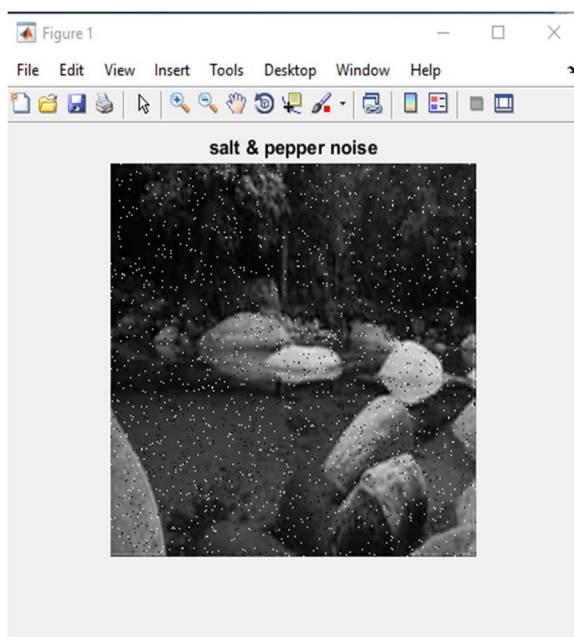 Figure 1
File Edit View Insert Tools Desktop Window Help
salt & pepper noise